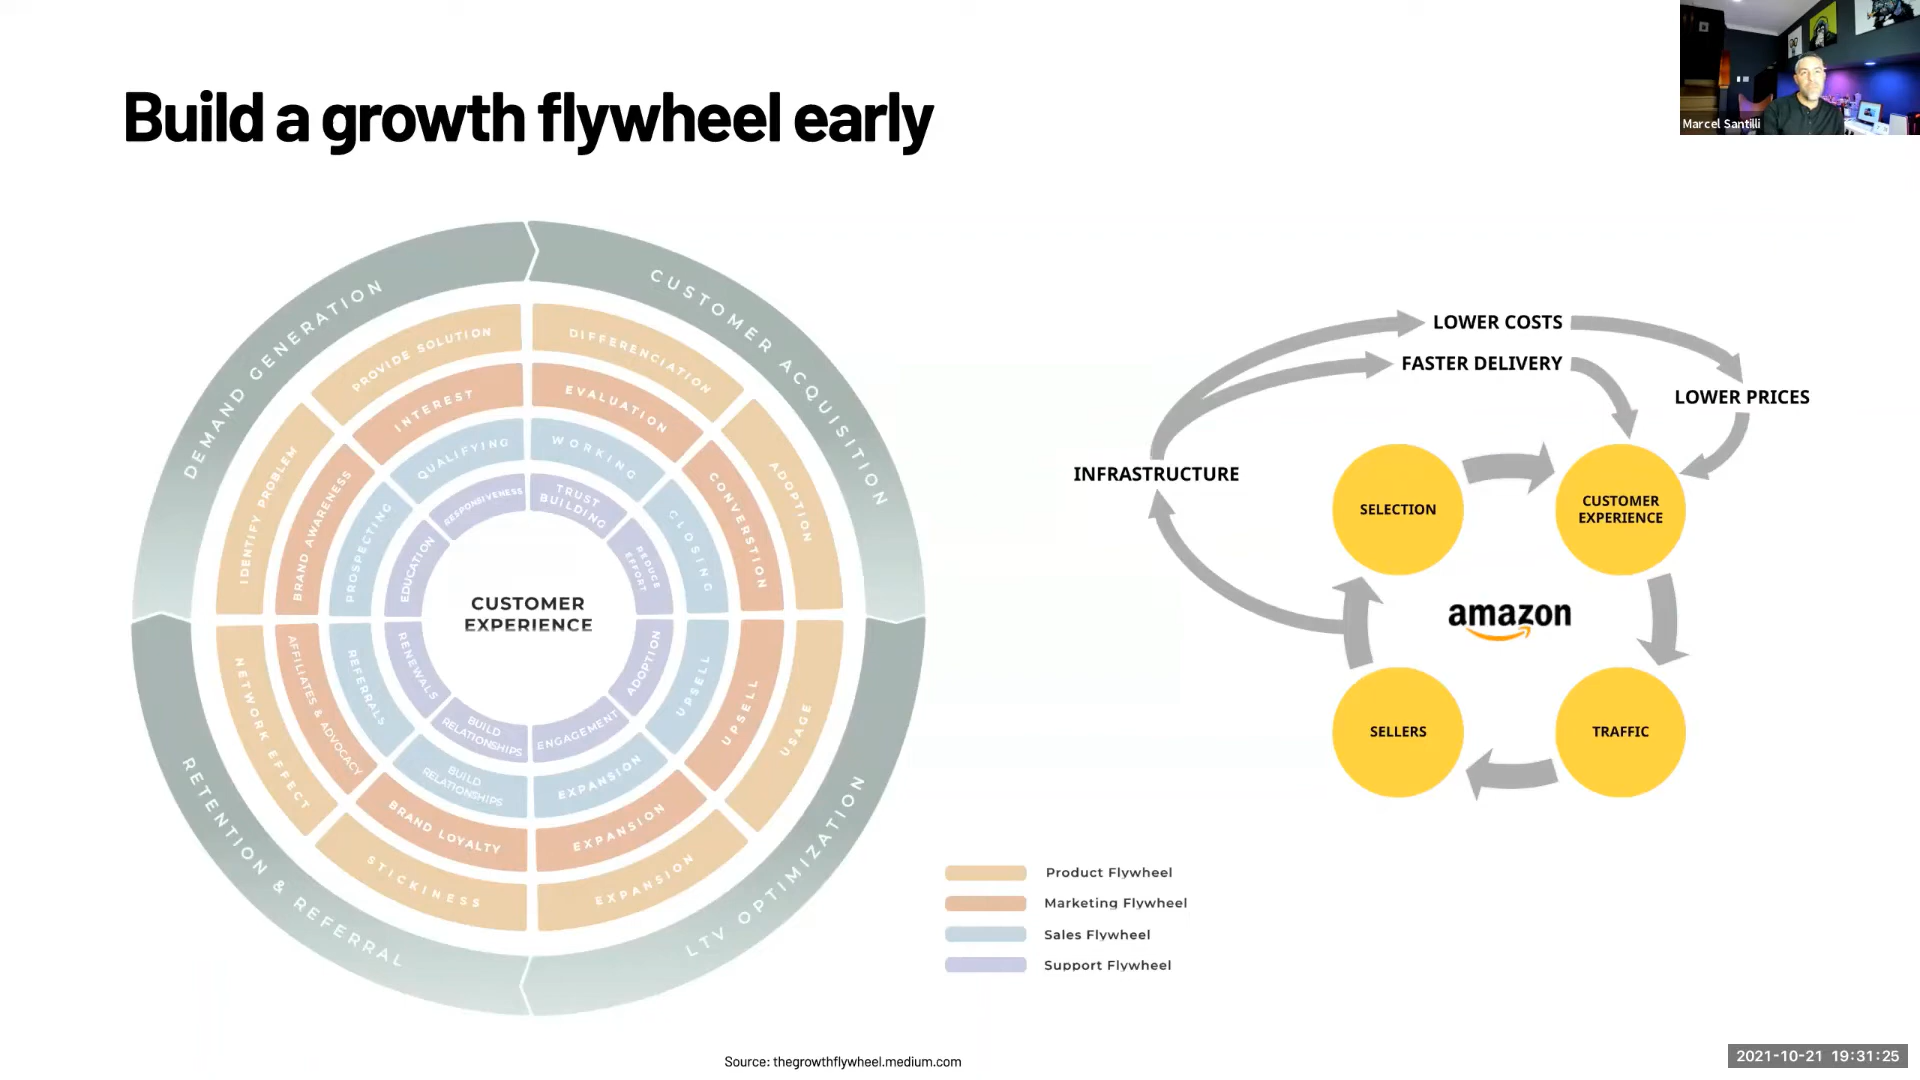 Build a growth flywheel early
Marcel Santilli
DEMAND GENERATION
CUSTOMER ACQUISITION
LTV OPTIMIZATION
RETENTION & REFERRAL
IDENTIFY PROBLEM
PROVIDE SOLUTION
DIFFERENCIATION
ADOPTION
USAGE
EXPANSION
STICKINESS
NETWORK EFFECT
BRAND AWARENESS
INTEREST
EVALUATION
CONVERSTION
UPSELL
EXPANSION
BRAND LOYALTY
AFFILIATES & ADVOCACY
PROSPECTING
QUALIFYING
WORKING
CLOSING
UPSELL
EXPANSION
BUILD
RELATIONSHIPS
REFERRALS
EDUCATION
RESPONSIVENESS
TRUST
BUILDING
REDUCE
EFFORT
ADOPTION
ENGAGEMENT
BUILD
RELATIONSHIPS
RENEWALS
CUSTOMER
EXPERIENCE
LOWER COSTS
FASTER DELIVERY
LOWER PRICES
INFRASTRUCTURE
SELECTION
CUSTOMER
EXPERIENCE
amazon
SELLERS
TRAFFIC
Product Flywheel
Marketing Flywheel
Sales Flywheel
Support Flywheel
Source: thegrowthflywheel.medium.com
2021-10-21 19:31:25